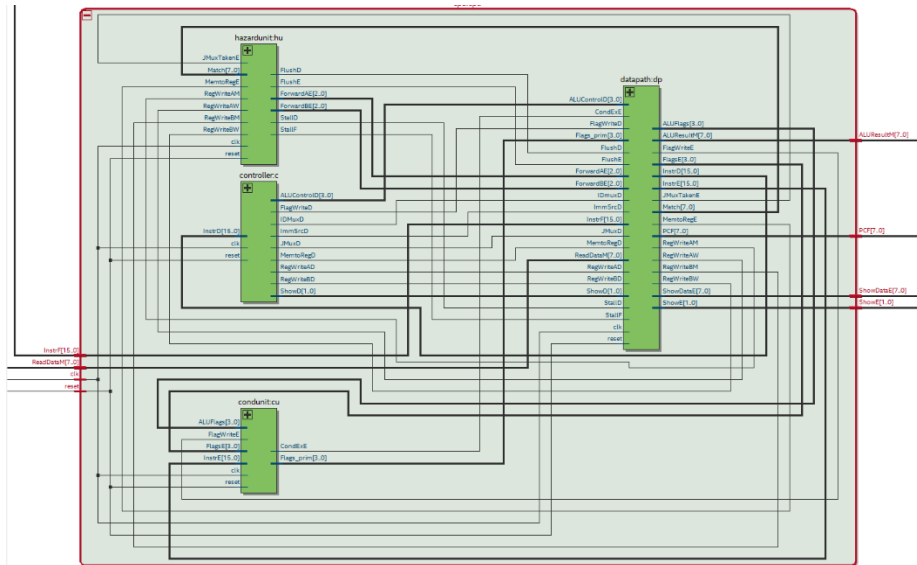 hazardunit:hu
JMuxTakenE
Match[7..0]
MemtoRegE
RegWriteAM
RegWriteAW
RegWriteBM
RegWriteBW
clk
reset
FlushD
FlushE
ForwardAE[2..0]
ForwardBE[2..0]
StallD
StallF
controller:c
InstrD[15..0]
clk
reset
ALUControlD[3..0]
FlagWriteD
IDMuxD
ImmSrcD
JMuxD
MemtoRegD
RegWriteAD
RegWriteBD
ShowD[1..0]
condunit:cu
ALUFlags[3..0]
FlagWriteE
FlagsE[3..0]
InstrE[15..0]
clk
reset
CondExE
Flags_prim[3..0]
datapath:dp
ALUControlD[3..0]
CondExE
FlagWriteD
Flags_prim[3..0]
FlushD
FlushE
ForwardAE[2..0]
ForwardBE[2..0]
IDmuxD
ImmSrcD
InstrF[15..0]
JMuxD
MemtoRegD
ReadDataM[7..0]
RegWriteAD
RegWriteBD
ShowD[1..0]
StallD
StallF
clk
reset
ALUFlags[3..0]
ALUResultM[7..0]
FlagWriteE
FlagsE[3..0]
InstrD[15..0]
InstrE[15..0]
JMuxTakenE
Match[7..0]
MemtoRegE
PCF[7..0]
RegWriteAM
RegWriteAW
RegWriteBM
RegWriteBW
ShowDataE[7..0]
ShowE[1..0]
InstrF[15..0]
ReadDataM[7..0]
clk
reset
ALUResultM[7..0]
PCF[7..0]
ShowDataE[7..0]
ShowE[1..0]